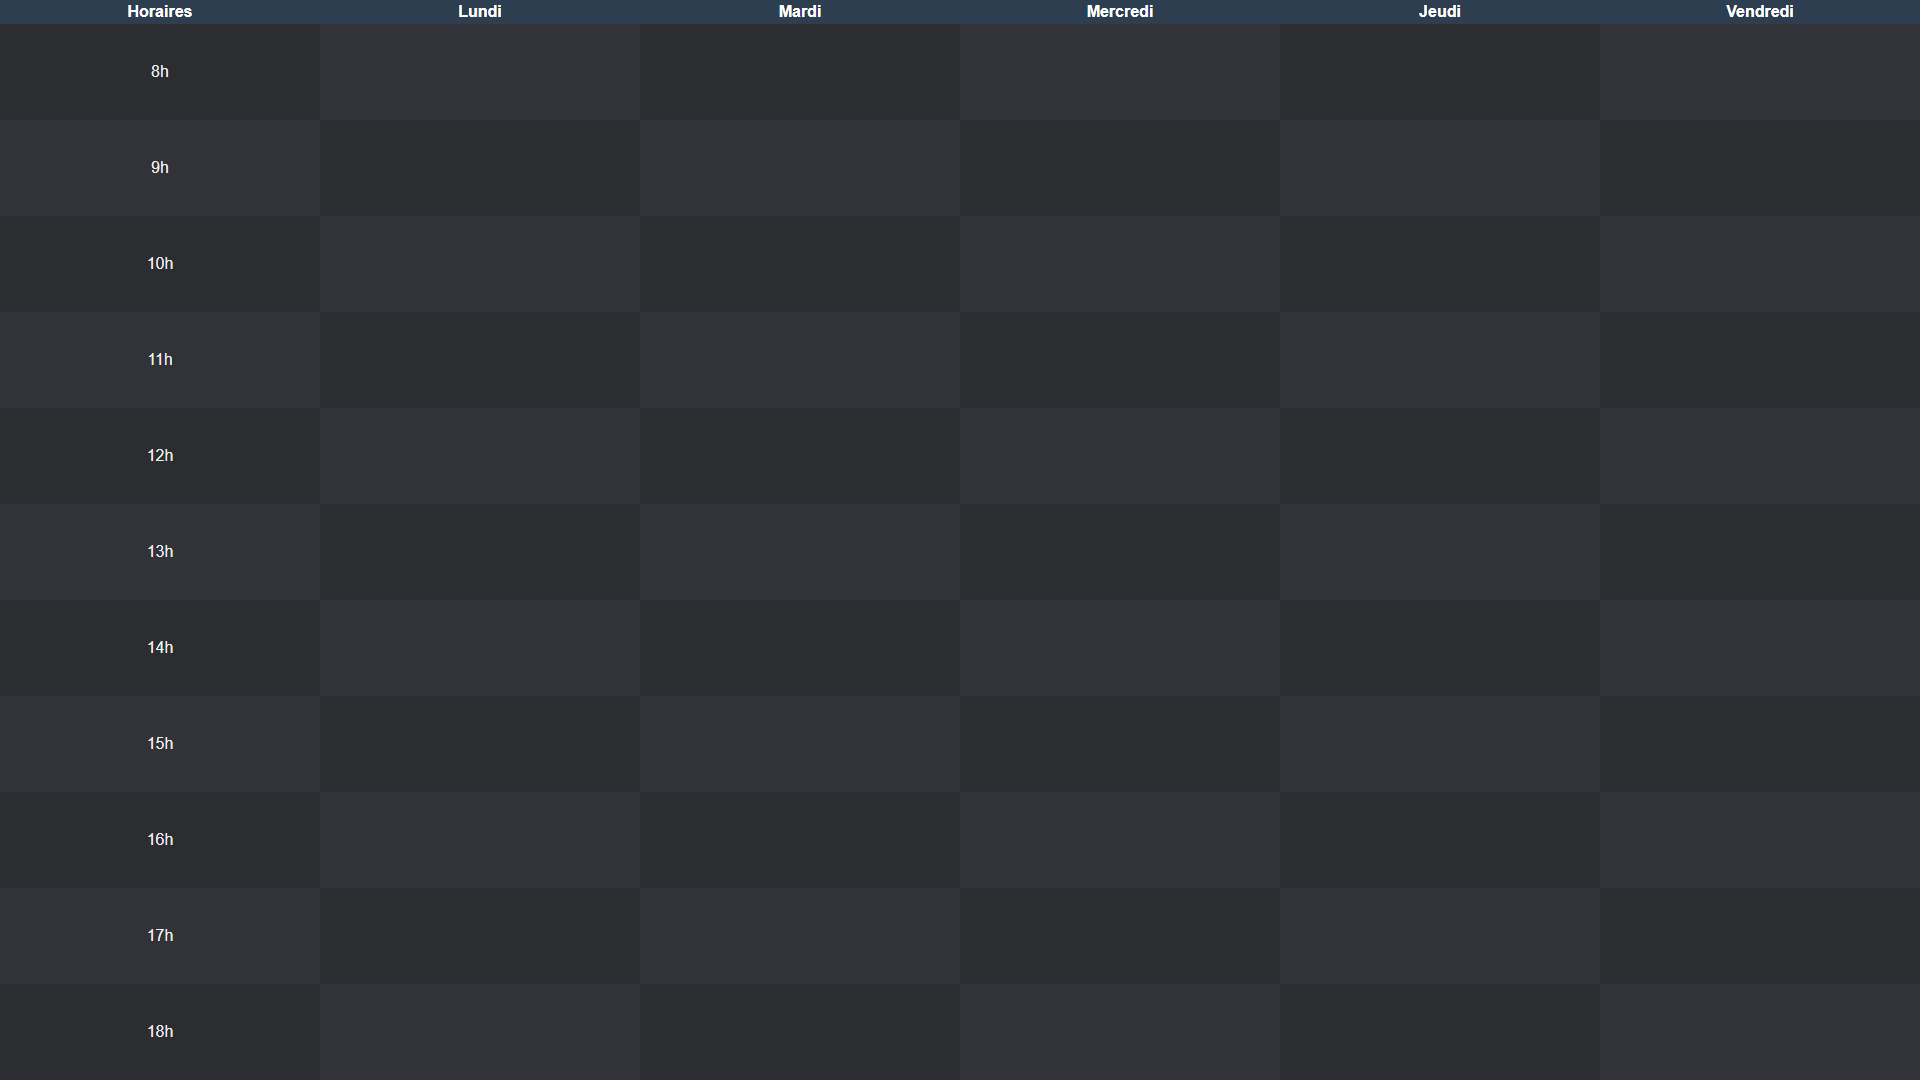 Horaires Lundi Mardi Mercredi Jeudi Vendredi
8h
9h
10h
11h
12h
13h
14h
15h
16h
17h
18h